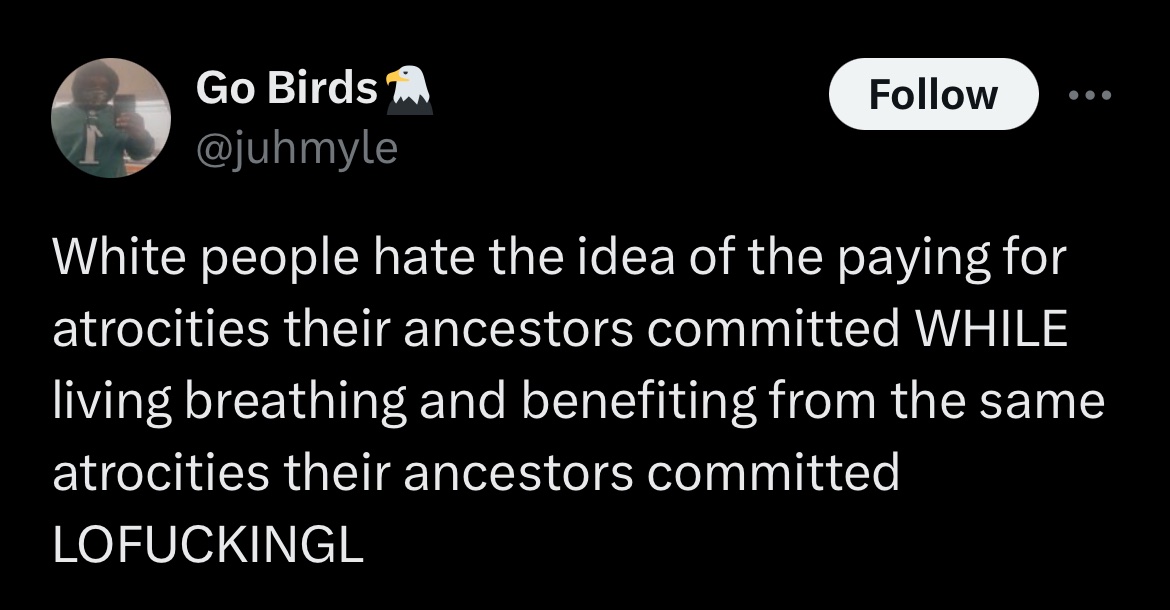 Go Birds🦅
@juhmyle
Follow
White people hate the idea of the paying for
atrocities their ancestors committed WHILE
living breathing and benefiting from the same
atrocities their ancestors committed
LOFUCKINGL